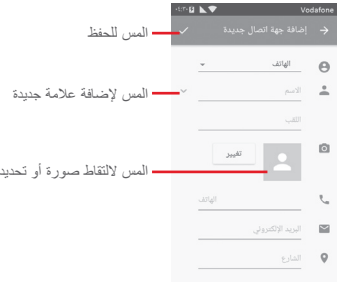 Vodafone
إضافة جهة اتصال جديدة
المس للحفظ
الهاتف
الاسم
المس لإضافة علامة جديدة
اللقب
تغيير
المس لالتقاط صورة أو تحديد
الهاتف
البريد الإلكتروني
الشارع